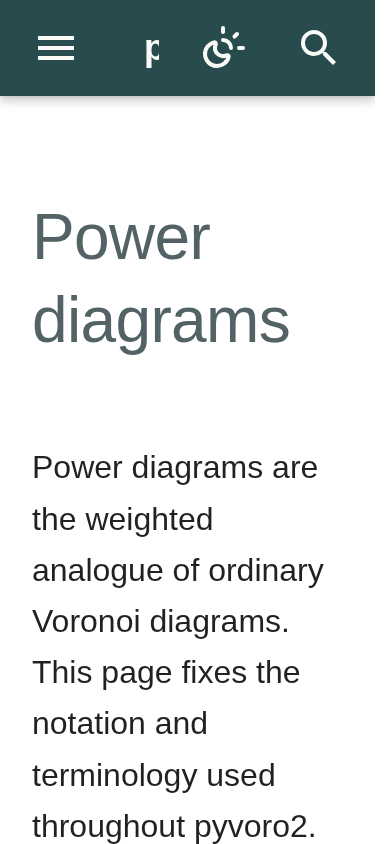 Power
diagrams
Power diagrams are
the weighted
analogue of ordinary
Voronoi diagrams.
This page fixes the
notation and
terminology used
throughout pyvoro2.